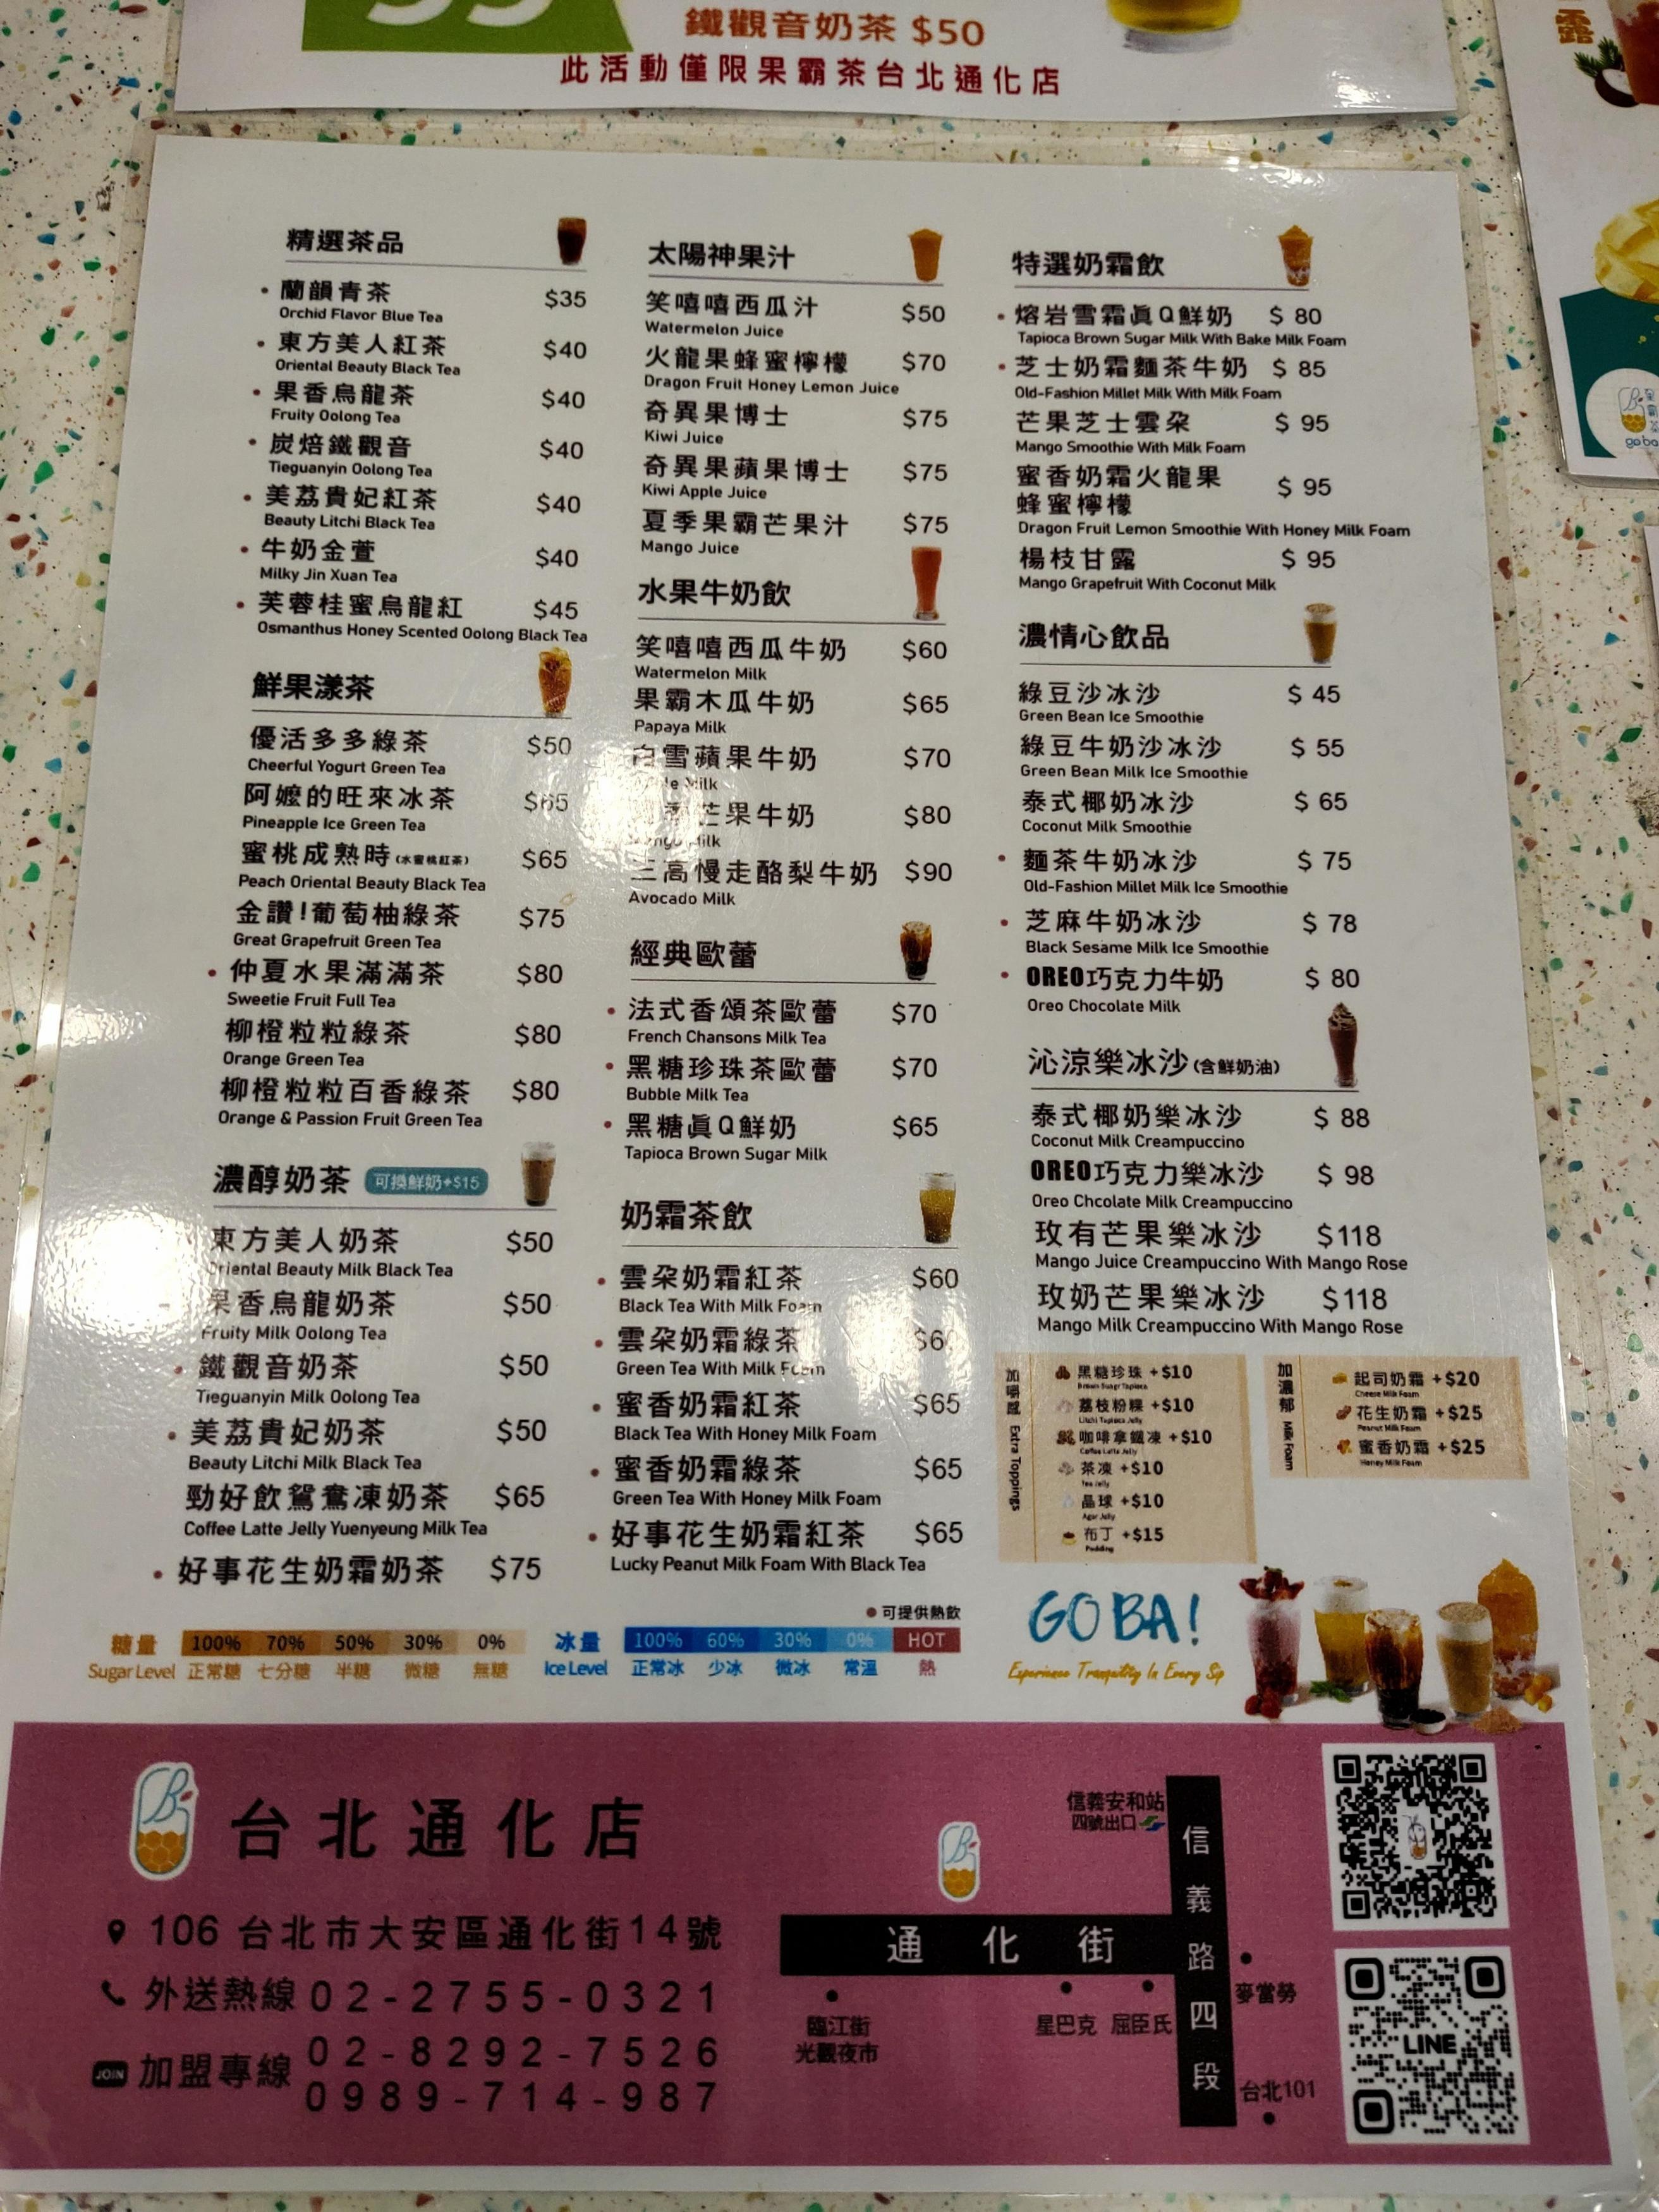 鐵觀音奶茶 $50
此活動僅限果霸茶台北通化店
精選茶品
蘭韻青茶 $35
Orchid Flavor Blue Tea
東方美人紅茶 $40
Oriental Beauty Black Tea
果香烏龍茶 $40
Fruity Oolong Tea
炭焙鐵觀音 $40
Tieguanyin Oolong Tea
美荔貴妃紅茶 $40
Beauty Litchi Black Tea
牛奶金萱 $40
Milky Jin Xuan Tea
芙蓉桂蜜烏龍紅 $45
Osmanthus Honey Scented Oolong Black Tea
鮮果漾茶
優活多多綠茶 $50
Cheerful Yogurt Green Tea
阿嬤的旺來冰茶 $65
Pineapple Ice Green Tea
蜜桃成熟時(水蜜桃紅茶) $65
Peach Oriental Beauty Black Tea
金讚!葡萄柚綠茶 $75
Great Grapefruit Green Tea
仲夏水果滿滿茶 $80
Sweetie Fruit Full Tea
柳橙粒粒綠茶 $80
Orange Green Tea
柳橙粒粒百香綠茶 $80
Orange & Passion Fruit Green Tea
濃醇奶茶 可換鮮奶+$15
東方美人奶茶 $50
Oriental Beauty Milk Black Tea
果香烏龍奶茶 $50
Fruity Milk Oolong Tea
鐵觀音奶茶 $50
Tieguanyin Milk Oolong Tea
美荔貴妃奶茶 $50
Beauty Litchi Milk Black Tea
勁好飲鴛鴦凍奶茶 $65
Coffee Latte Jelly Yuenyeung Milk Tea
好事花生奶霜奶茶 $75
太陽神果汁
笑嘻嘻西瓜汁 $50
Watermelon Juice
火龍果蜂蜜檸檬 $70
Dragon Fruit Honey Lemon Juice
奇異果博士 $75
Kiwi Juice
奇異果蘋果博士 $75
Kiwi Apple Juice
夏季果霸芒果汁 $75
Mango Juice
水果牛奶飲
笑嘻嘻西瓜牛奶 $60
Watermelon Milk
果霸木瓜牛奶 $65
Papaya Milk
白雪蘋果牛奶 $70
Milk
芒果牛奶 $80
Mango Milk
三高慢走酪梨牛奶 $90
Avocado Milk
經典歐蕾
法式香頌茶歐蕾 $70
French Chansons Milk Tea
黑糖珍珠茶歐蕾 $70
Bubble Milk Tea
黑糖眞Q鮮奶 $65
Tapioca Brown Sugar Milk
奶霜茶飲
雲朵奶霜紅茶 $60
Black Tea With Milk Foam
雲朵奶霜綠茶
Green Tea With Milk Foam
蜜香奶霜紅茶 $65
Black Tea With Honey Milk Foam
蜜香奶霜綠茶 $65
Green Tea With Honey Milk Foam
好事花生奶霜紅茶 $65
Lucky Peanut Milk Foam With Black Tea
● 可提供熱飲
特選奶霜飲
熔岩雪霜眞Q鮮奶 $ 80
Tapioca Brown Sugar Milk With Bake Milk Foam
芝士奶霜麵茶牛奶 $ 85
Old-Fashion Millet Milk With Milk Foam
芒果芝士雲朵 $ 95
Mango Smoothie With Milk Foam
蜜香奶霜火龍果
蜂蜜檸檬 $ 95
Dragon Fruit Lemon Smoothie With Honey Milk Foam
楊枝甘露 $ 95
Mango Grapefruit With Coconut Milk
濃情心飲品
綠豆沙冰沙 $ 45
Green Bean Ice Smoothie
綠豆牛奶沙冰沙 $ 55
Green Bean Milk Ice Smoothie
泰式椰奶冰沙 $ 65
Coconut Milk Smoothie
麵茶牛奶冰沙 $ 75
Old-Fashion Millet Milk Ice Smoothie
芝麻牛奶冰沙 $ 78
Black Sesame Milk Ice Smoothie
OREO巧克力牛奶 $ 80
Oreo Chocolate Milk
沁涼樂冰沙(含鮮奶油)
泰式椰奶樂冰沙 $ 88
Coconut Milk Creampuccino
OREO巧克力樂冰沙 $ 98
Oreo Chcolate Milk Creampuccino
玫有芒果樂冰沙 $118
Mango Juice Creampuccino With Mango Rose
玫奶芒果樂冰沙 $118
Mango Milk Creampuccino With Mango Rose
加嚼感 Extra Toppings
黑糖珍珠 +$10
荔枝粉粿 +$10
Litchi Tapioca Jelly
咖啡拿鐵凍 +$10
Coffee Latte Jelly
茶凍 +$10
Tea Jelly
晶球 +$10
Agar Jelly
布丁 +$15
Pudding
加濃郁 Milk Foam
起司奶霜 +$20
Cheese Milk Foam
花生奶霜 +$25
Peanut Milk Foam
蜜香奶霜 +$25
Honey Milk Foam
糖量 100% 70% 50% 30% 0%
Sugar Level 正常糖 七分糖 半糖 微糖 無糖
冰量 100% 60% 30% 0% HOT
Ice Level 正常冰 少冰 微冰 常溫 熱
GO BA!
Experience Tranquility In Every Sip
台北通化店
106 台北市大安區通化街14號
外送熱線 02-2755-0321
JOIN 加盟專線 02-8292-7526
0989-714-987
信義安和站
四號出口
信義路四段
通化街
臨江街
光觀夜市
星巴克 屈臣氏
麥當勞
台北101
LINE
露